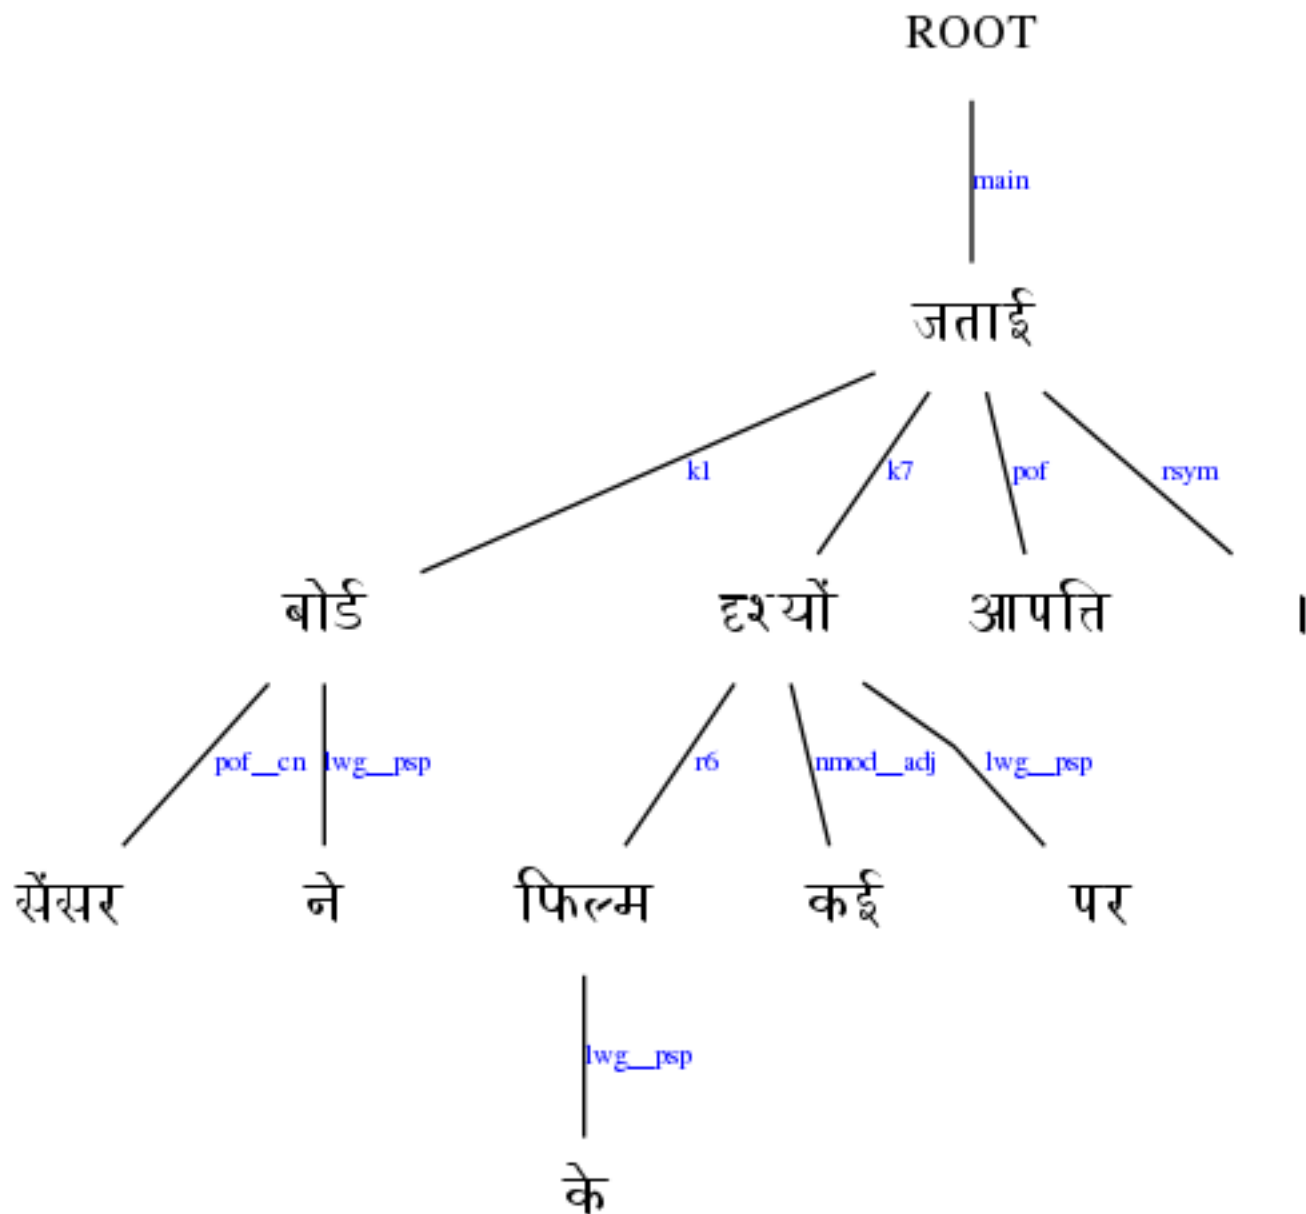 ROOT
main
जताई
k1 k7 pof rsym
बोर्ड दृश्यों आपत्ति ।
pof__cn lwg__psp r6 nmod__adj lwg__psp
सेंसर ने फिल्म कई पर
lwg__psp
के